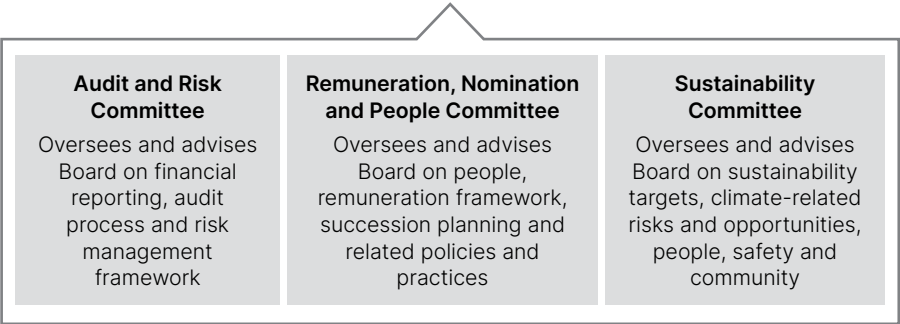 Audit and Risk
Committee
Oversees and advises
Board on financial
reporting, audit
process and risk
management
framework
Remuneration, Nomination
and People Committee
Oversees and advises
Board on people,
remuneration framework,
succession planning and
related policies and
practices
Sustainability
Committee
Oversees and advises
Board on sustainability
targets, climate-related
risks and opportunities,
people, safety and
community